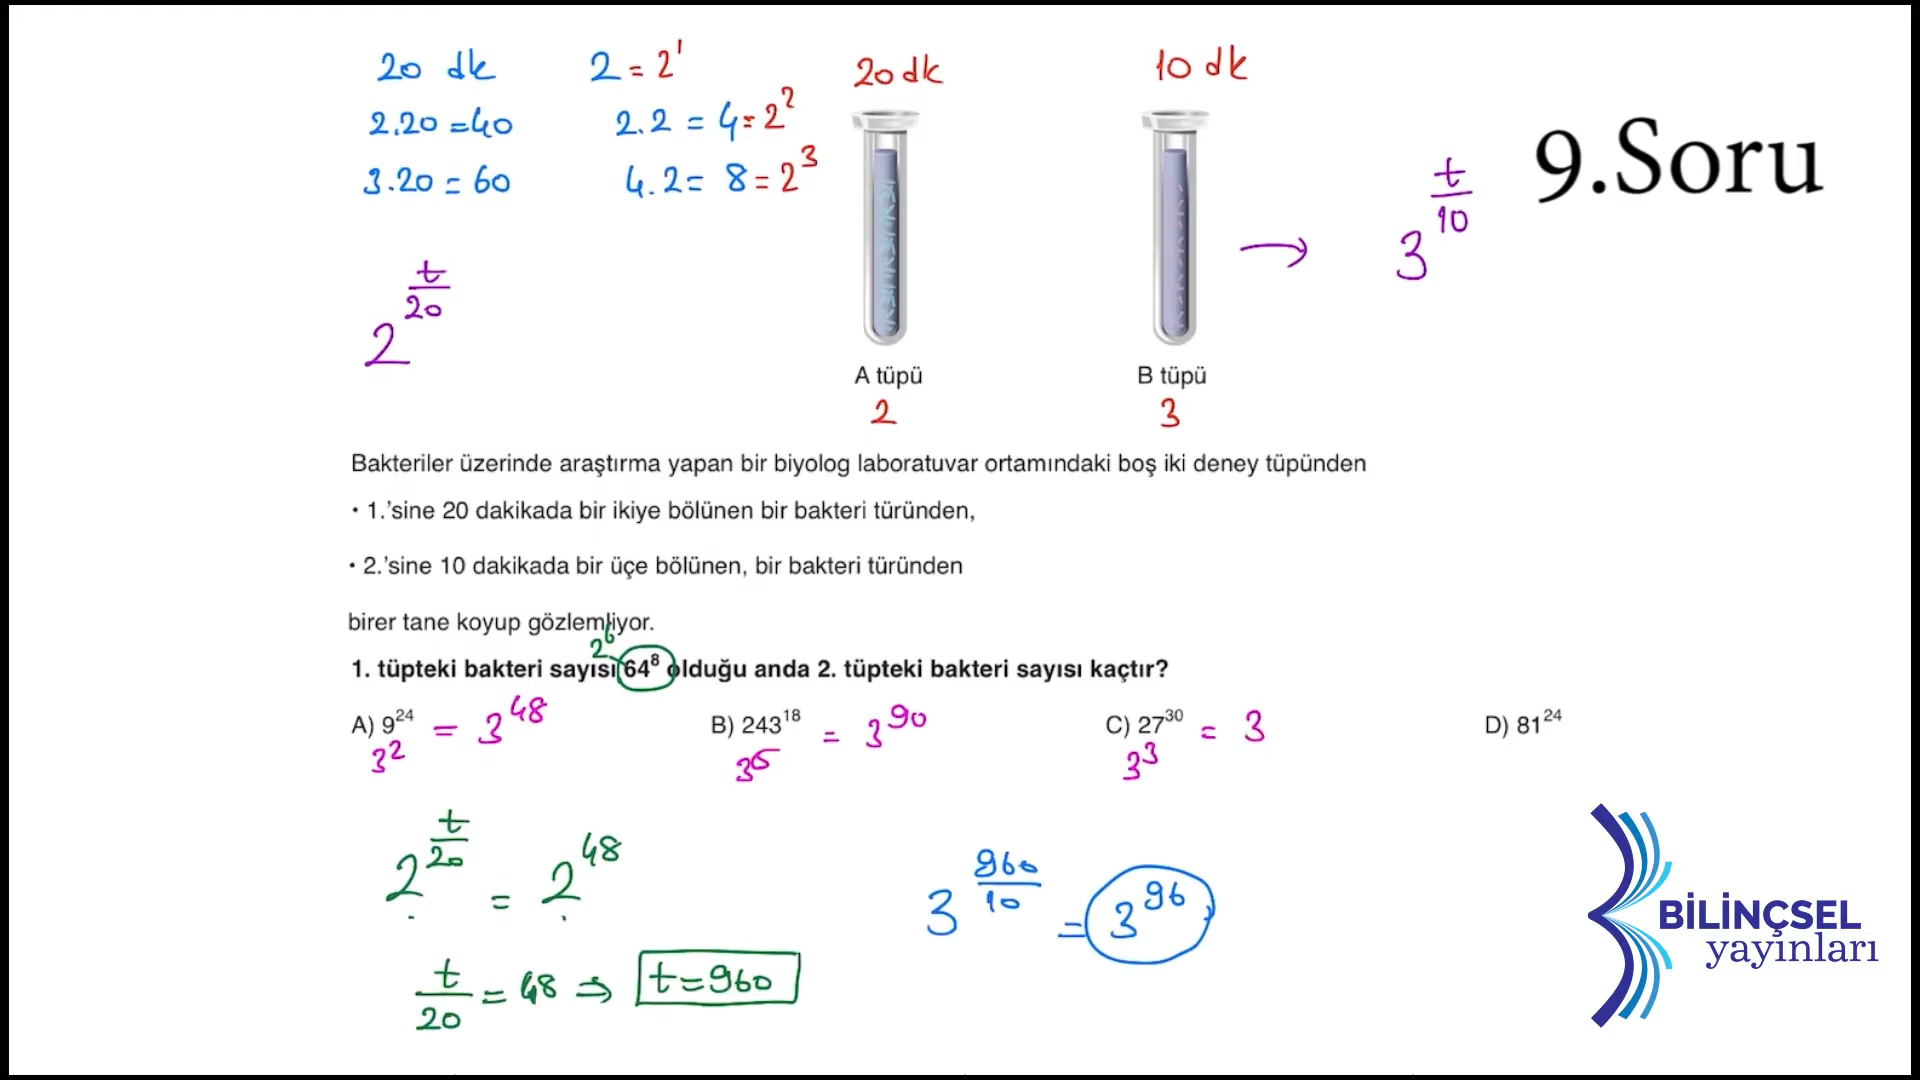 20 dk
2 = 2¹
20 dk
10 dk
2.20 = 40
2.2 = 4 = 2²
3.20 = 60
4.2 = 8 = 2³
9.Soru
3^(t/10)
2^(t/20)
A tüpü
B tüpü
2
3
Bakteriler üzerinde araştırma yapan bir biyolog laboratuvar ortamındaki boş iki deney tüpünden
• 1.'sine 20 dakikada bir ikiye bölünen bir bakteri türünden,
• 2.'sine 10 dakikada bir üçe bölünen, bir bakteri türünden
birer tane koyup gözlemliyor.
2⁶
1. tüpteki bakteri sayısı 64⁸ olduğu anda 2. tüpteki bakteri sayısı kaçtır?
A) 9²⁴ = 3⁴⁸
B) 243¹⁸ = 3⁹⁰
C) 27³⁰ = 3
D) 81²⁴
3²
3⁵
3³
2^(t/20) = 2⁴⁸
3^(960/10) = 3⁹⁶
t/20 = 48 ⇒ t = 960
BİLİNÇSEL
yayınları